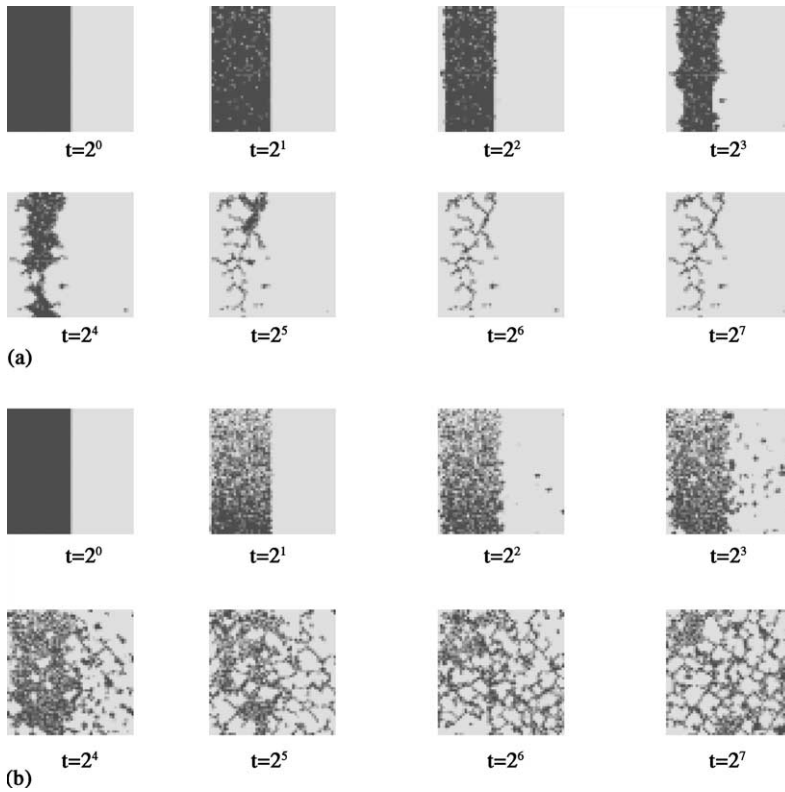 t=2⁰ t=2¹ t=2² t=2³
t=2⁴ t=2⁵ t=2⁶ t=2⁷
(a)
t=2⁰ t=2¹ t=2² t=2³
t=2⁴ t=2⁵ t=2⁶ t=2⁷
(b)